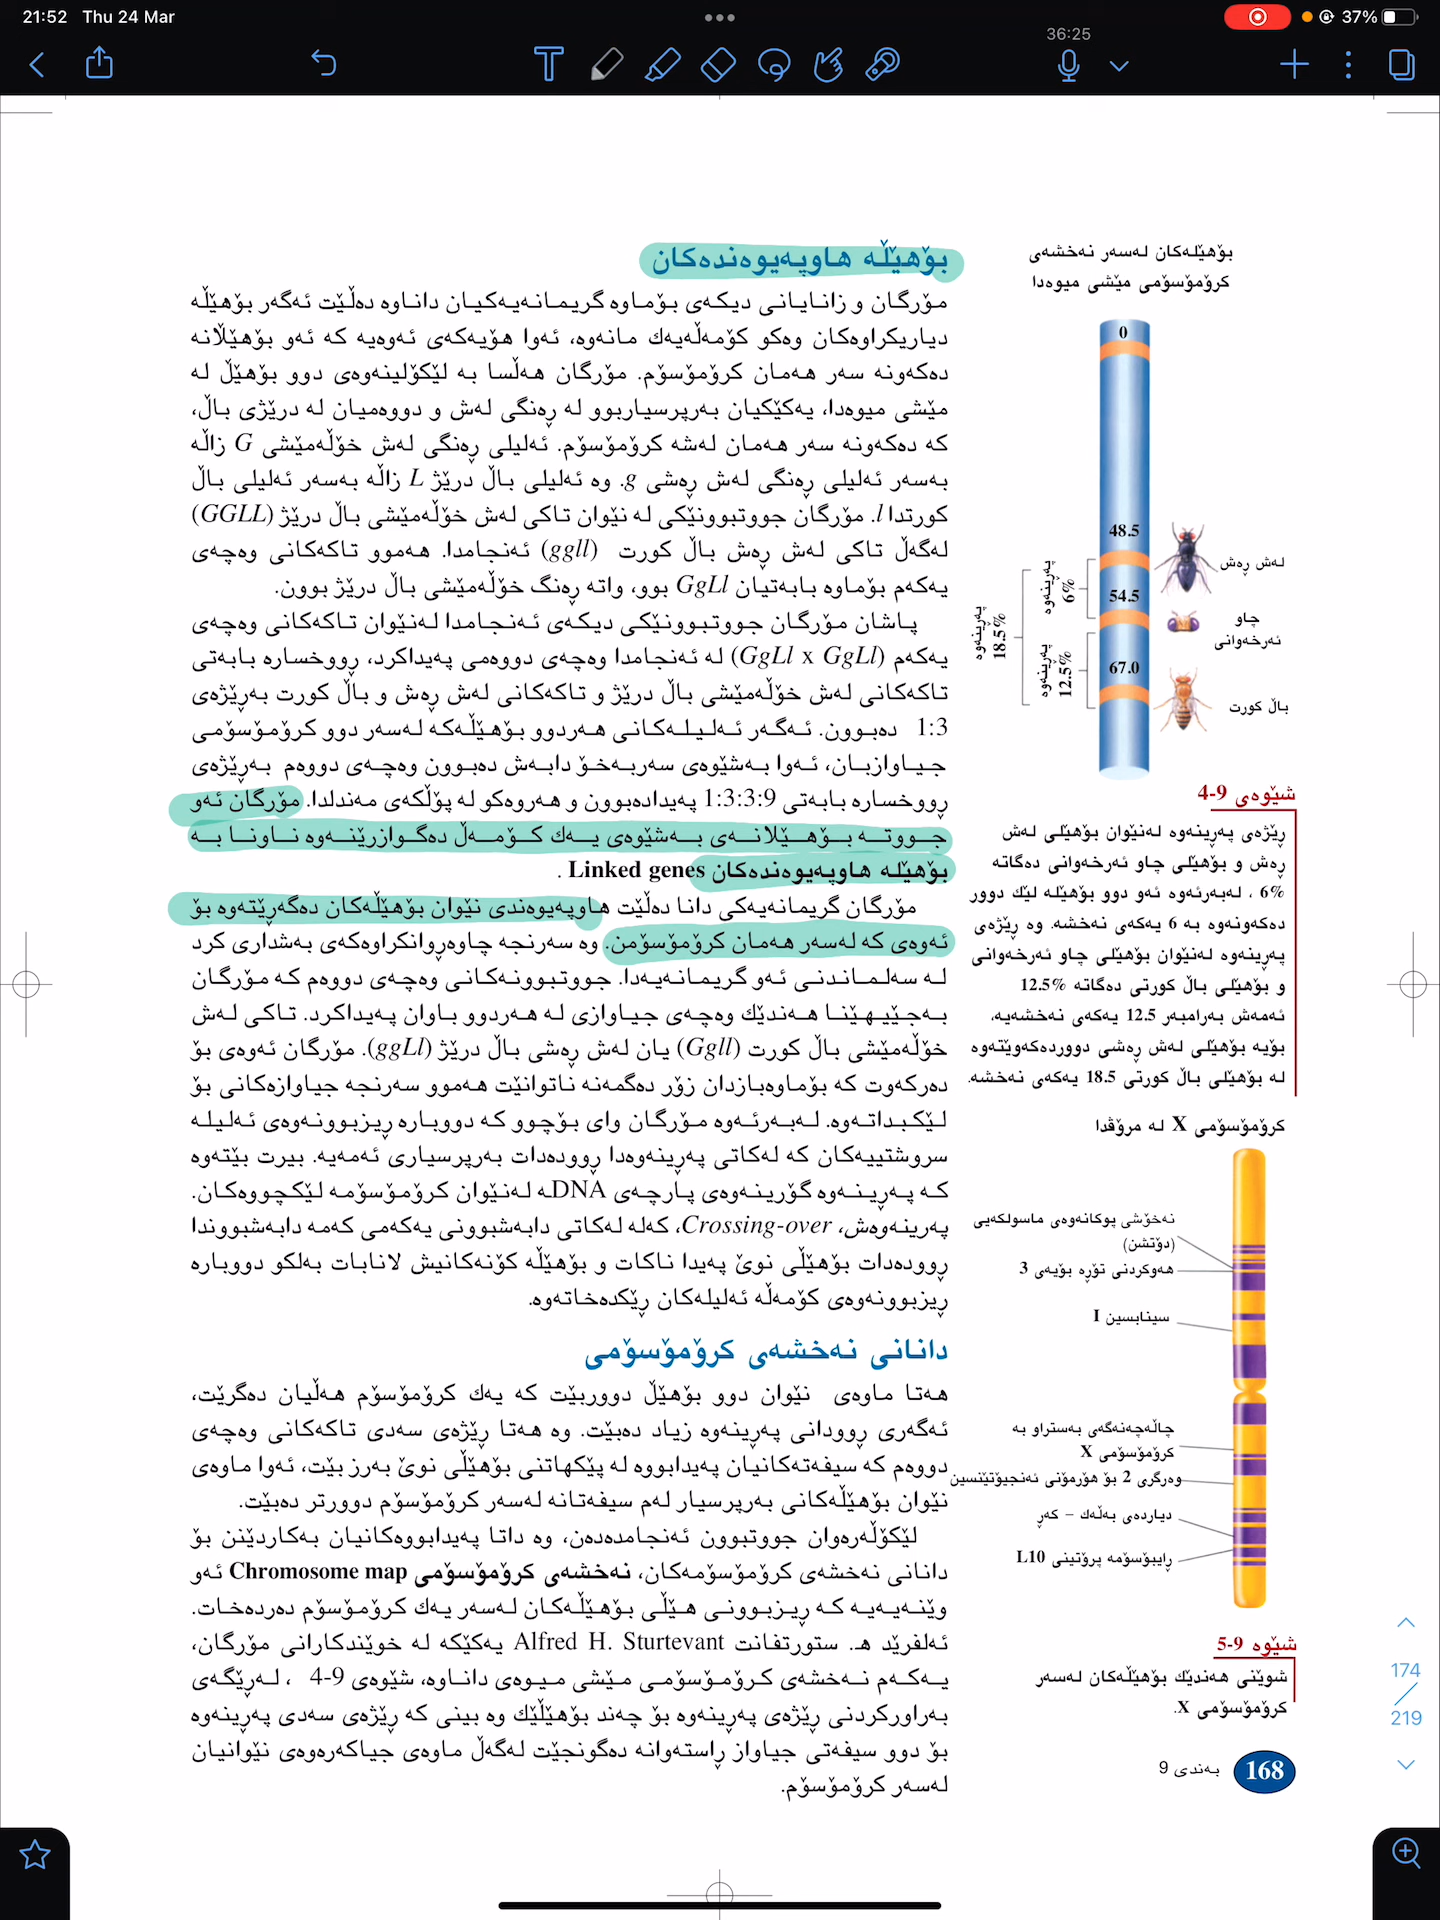 21:52 Thu 24 Mar
37%
36:25
بۆهێڵە هاوپەیوەندەکان
مۆرگان و زانایانی دیکەی بۆماوە گریمانەیەکیان داناوە دەڵێت ئەگەر بۆهێڵە
دیاریکراوەکان وەکو کۆمەڵەیەك مانەوە، ئەوا هۆیەکەی ئەوەیە کە ئەو بۆهێڵانە
دەکەونە سەر هەمان کرۆمۆسۆم. مۆرگان هەڵسا بە لێکۆلینەوەی دوو بۆهێڵ لە
مێشی میوەدا، یەکێکیان بەرپرسیاربوو لە ڕەنگی لەش و دووەمیان لە درێژی باڵ،
کە دەکەونە سەر هەمان لەشە کرۆمۆسۆم. ئەلیلی ڕەنگی لەش خۆڵەمێشی G زاڵە
بەسەر ئەلیلی ڕەنگی لەش ڕەشی g. وە ئەلیلی باڵ درێژ L زاڵە بەسەر ئەلیلی باڵ
کورتدا l. مۆرگان جووتبوونێکی لە نێوان تاکی لەش خۆڵەمێشی باڵ درێژ (GGLL)
لەگەڵ تاکی لەش ڕەش باڵ کورت (ggll) ئەنجامدا. هەموو تاکەکانی وەچەی
یەکەم بۆماوە بابەتیان GgLl بوو، واتە ڕەنگ خۆڵەمێشی باڵ درێژ بوون.
پاشان مۆرگان جووتبوونێکی دیکەی ئەنجامدا لەنێوان تاکەکانی وەچەی
یەکەم (GgLl x GgLl) لە ئەنجامدا وەچەی دووەمی پەیداکرد، ڕووخسارە بابەتی
تاکەکانی لەش خۆڵەمێشی باڵ درێژ و تاکەکانی لەش ڕەش و باڵ کورت بەڕێژەی
1:3 دەبوون. ئەگەر ئەلیلەکانی هەردوو بۆهێڵەکە لەسەر دوو کرۆمۆسۆمی
جیاوازبان، ئەوا بەشێوەی سەربەخۆ دابەش دەبوون وەچەی دووەم بەڕێژەی
ڕووخسارە بابەتی 1:3:3:9 پەیدادەبوون و هەروەکو لە پۆلکەی مەندلدا. مۆرگان ئەو
جووتە بۆهێلانەی بەشێوەی یەك کۆمەڵ دەگوازرێنەوە ناونا بە
بۆهێڵە هاوپەیوەندەکان Linked genes .
مۆرگان گریمانەیەکی دانا دەڵێت هاوپەیوەندی نێوان بۆهێڵەکان دەگەڕێتەوە بۆ
ئەوەی کە لەسەر هەمان کرۆمۆسۆمن. وە سەرنجە چاوەڕوانکراوەکەی بەشداری کرد
لە سەلماندنی ئەو گریمانەیەدا. جووتبوونەکانی وەچەی دووەم کە مۆرگان
بەجێیهێنا هەندێك وەچەی جیاوازی لە هەردوو باوان پەیداکرد. تاکی لەش
خۆڵەمێشی باڵ کورت (Ggll) یان لەش ڕەشی باڵ درێژ (ggLl). مۆرگان ئەوەی بۆ
دەرکەوت کە بۆماوەبازدان زۆر دەگمەنە ناتوانێت هەموو سەرنجە جیاوازەکانی بۆ
لێکبداتەوە. لەبەرئەوە مۆرگان وای بۆچوو کە دووبارە ڕیزبوونەوەی ئەلیلە
سروشتییەکان کە لەکاتی پەڕینەوەدا ڕوودەدات بەرپرسیاری ئەمەیە. بیرت بێتەوە
کە پەڕینەوە گۆرینەوەی پارچەی DNAـە لەنێوان کرۆمۆسۆمە لێکچووەکان.
پەرینەوەش، Crossing-over، کەلە لەکاتی دابەشبوونی یەکەمی کەمە دابەشبووندا
ڕوودەدات بۆهێڵی نوێ پەیدا ناکات و بۆهێڵە کۆنەکانیش لانابات بەلکو دووبارە
ڕیزبوونەوەی کۆمەڵە ئەلیلەکان ڕێکدەخاتەوە.
دانانی نەخشەی کرۆمۆسۆمی
هەتا ماوەی نێوان دوو بۆهێڵ دووربێت کە یەك کرۆمۆسۆم هەڵیان دەگرێت،
ئەگەری ڕوودانی پەڕینەوە زیاد دەبێت. وە هەتا ڕێژەی سەدی تاکەکانی وەچەی
دووەم کە سیفەتەکانیان پەیدابووە لە پێکهاتنی بۆهێڵی نوێ بەرز بێت، ئەوا ماوەی
نێوان بۆهێڵەکانی بەرپرسیار لەم سیفەتانە لەسەر کرۆمۆسۆم دوورتر دەبێت.
لێکۆڵەرەوان جووتبوون ئەنجامدەدەن، وە داتا پەیدابووەکانیان بەکاردێنن بۆ
دانانی نەخشەی کرۆمۆسۆمەکان، نەخشەی کرۆمۆسۆمی Chromosome map ئەو
وێنەیەیە کە ڕیزبوونی هێڵی بۆهێڵەکان لەسەر یەك کرۆمۆسۆم دەردەخات.
ئەلفرێد هـ. ستورتفانت Alfred H. Sturtevant یەکێکە لە خوێندکارانی مۆرگان،
یەکەم نەخشەی کرۆمۆسۆمی مێشی میوەی داناوە، شێوەی 9-4 ، لەڕێگەی
بەراورکردنی ڕێژەی پەڕینەوە بۆ چەند بۆهێڵێك وە بینی کە ڕێژەی سەدی پەڕینەوە
بۆ دوو سیفەتی جیاواز ڕاستەوانە دەگونجێت لەگەڵ ماوەی جیاکەرەوەی نێوانیان
لەسەر کرۆمۆسۆم.
بۆهێڵەکان لەسەر نەخشەی
کرۆمۆسۆمی مێشی میوەدا
0
48.5
54.5
67.0
لەش ڕەش
چاو
ئەرخەوانی
باڵ کورت
پەڕینەوە
6%
پەڕینەوە
12.5%
پەڕینەوە
18.5%
شێوەی 9-4
ڕێژەی پەڕینەوە لەنێوان بۆهێڵی لەش
ڕەش و بۆهێڵی چاو ئەرخەوانی دەگاتە
6% ، لەبەرئەوە ئەو دوو بۆهێڵە لێك دوور
دەکەونەوە بە 6 یەکەی نەخشە. وە ڕێژەی
پەڕینەوە لەنێوان بۆهێڵی چاو ئەرخەوانی
و بۆهێڵی باڵ کورتی دەگاتە 12.5%
ئەمەش بەرامبەر 12.5 یەکەی نەخشەیە،
بۆیە بۆهێڵی لەش ڕەشی دووردەکەوێتەوە
لە بۆهێڵی باڵ کورتی 18.5 یەکەی نەخشە.
کرۆمۆسۆمی X لە مرۆڤدا
نەخۆشی پوکانەوەی ماسولکەیی
(دۆتشن)
هەوکردنی تۆڕە بۆیەی 3
سینابسین I
چاڵەچەنەگەی بەستراو بە
کرۆمۆسۆمی X
وەرگری 2 بۆ هۆرمۆنی ئەنجیۆتێنسین
دیاردەی بەڵەك – کەڕ
ڕایبۆسۆمە پرۆتینی L10
شێوە 9-5
شوێنی هەندێك بۆهێڵەکان لەسەر
کرۆمۆسۆمی X.
174
219
168
بەندی 9